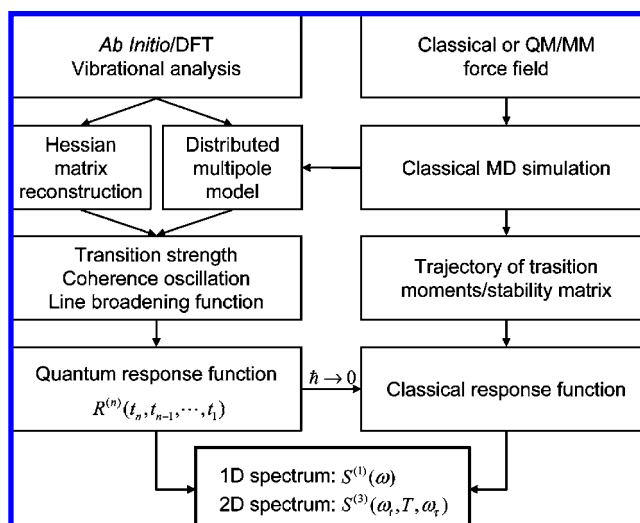 Ab Initio/DFT
Vibrational analysis
Classical or QM/MM
force field
Hessian
matrix
reconstruction
Distributed
multipole
model
Classical MD simulation
Transition strength
Coherence oscillation
Line broadening function
Trajectory of trasition
moments/stability matrix
Quantum response function
R⁽ⁿ⁾(tₙ,tₙ₋₁,⋯,t₁)
ℏ → 0
Classical response function
1D spectrum: S⁽¹⁾(ω)
2D spectrum: S⁽³⁾(ωₜ,T,ωτ)